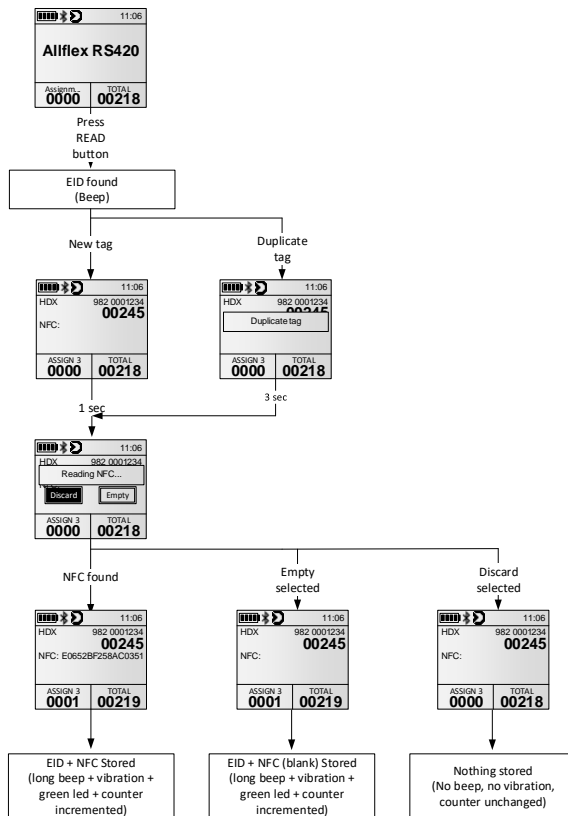 11:06
Allflex RS420
Assignm... TOTAL
0000 00218
Press
READ
button
EID found
(Beep)
New tag
Duplicate
tag
11:06
HDX 982 0001234
00245
NFC:
ASSIGN 3 TOTAL
0000 00218
11:06
HDX 982 0001234
00245
Duplicate tag
ASSIGN 3 TOTAL
0000 00218
1 sec
3 sec
11:06
HDX 982 0001234
Reading NFC...
Discard Empty
ASSIGN 3 TOTAL
0000 00218
NFC found
Empty
selected
Discard
selected
11:06
HDX 982 0001234
00245
NFC: E0652BF258AC0351
ASSIGN 3 TOTAL
0001 00219
11:06
HDX 982 0001234
00245
NFC:
ASSIGN 3 TOTAL
0001 00219
11:06
HDX 982 0001234
00245
NFC:
ASSIGN 3 TOTAL
0000 00218
EID + NFC Stored
(long beep + vibration +
green led + counter
incremented)
EID + NFC (blank) Stored
(long beep + vibration +
green led + counter
incremented)
Nothing stored
(No beep, no vibration,
counter unchanged)